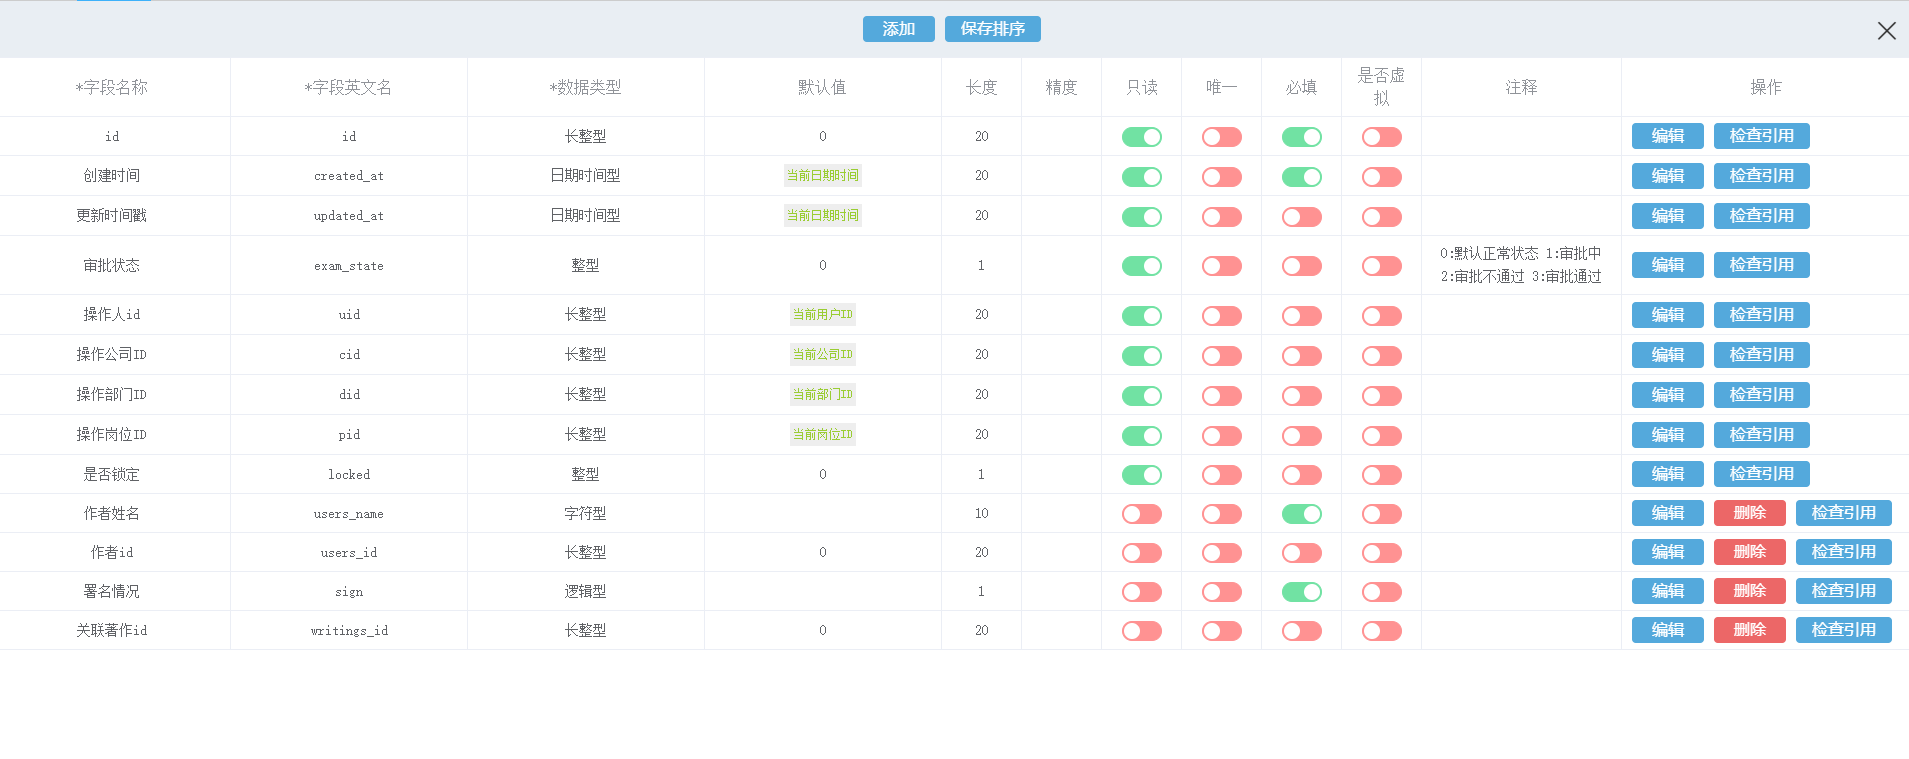 添加 保存排序
*字段名称 *字段英文名 *数据类型 默认值 长度 精度 只读 唯一 必填 是否虚拟 注释 操作
id id 长整型 0 20 编辑 检查引用
创建时间 created_at 日期时间型 当前日期时间 20 编辑 检查引用
更新时间戳 updated_at 日期时间型 当前日期时间 20 编辑 检查引用
审批状态 exam_state 整型 0 1 0:默认正常状态 1:审批中 2:审批不通过 3:审批通过 编辑 检查引用
操作人id uid 长整型 当前用户ID 20 编辑 检查引用
操作公司ID cid 长整型 当前公司ID 20 编辑 检查引用
操作部门ID did 长整型 当前部门ID 20 编辑 检查引用
操作岗位ID pid 长整型 当前岗位ID 20 编辑 检查引用
是否锁定 locked 整型 0 1 编辑 检查引用
作者姓名 users_name 字符型 10 编辑 删除 检查引用
作者id users_id 长整型 0 20 编辑 删除 检查引用
署名情况 sign 逻辑型 1 编辑 删除 检查引用
关联著作id writings_id 长整型 0 20 编辑 删除 检查引用